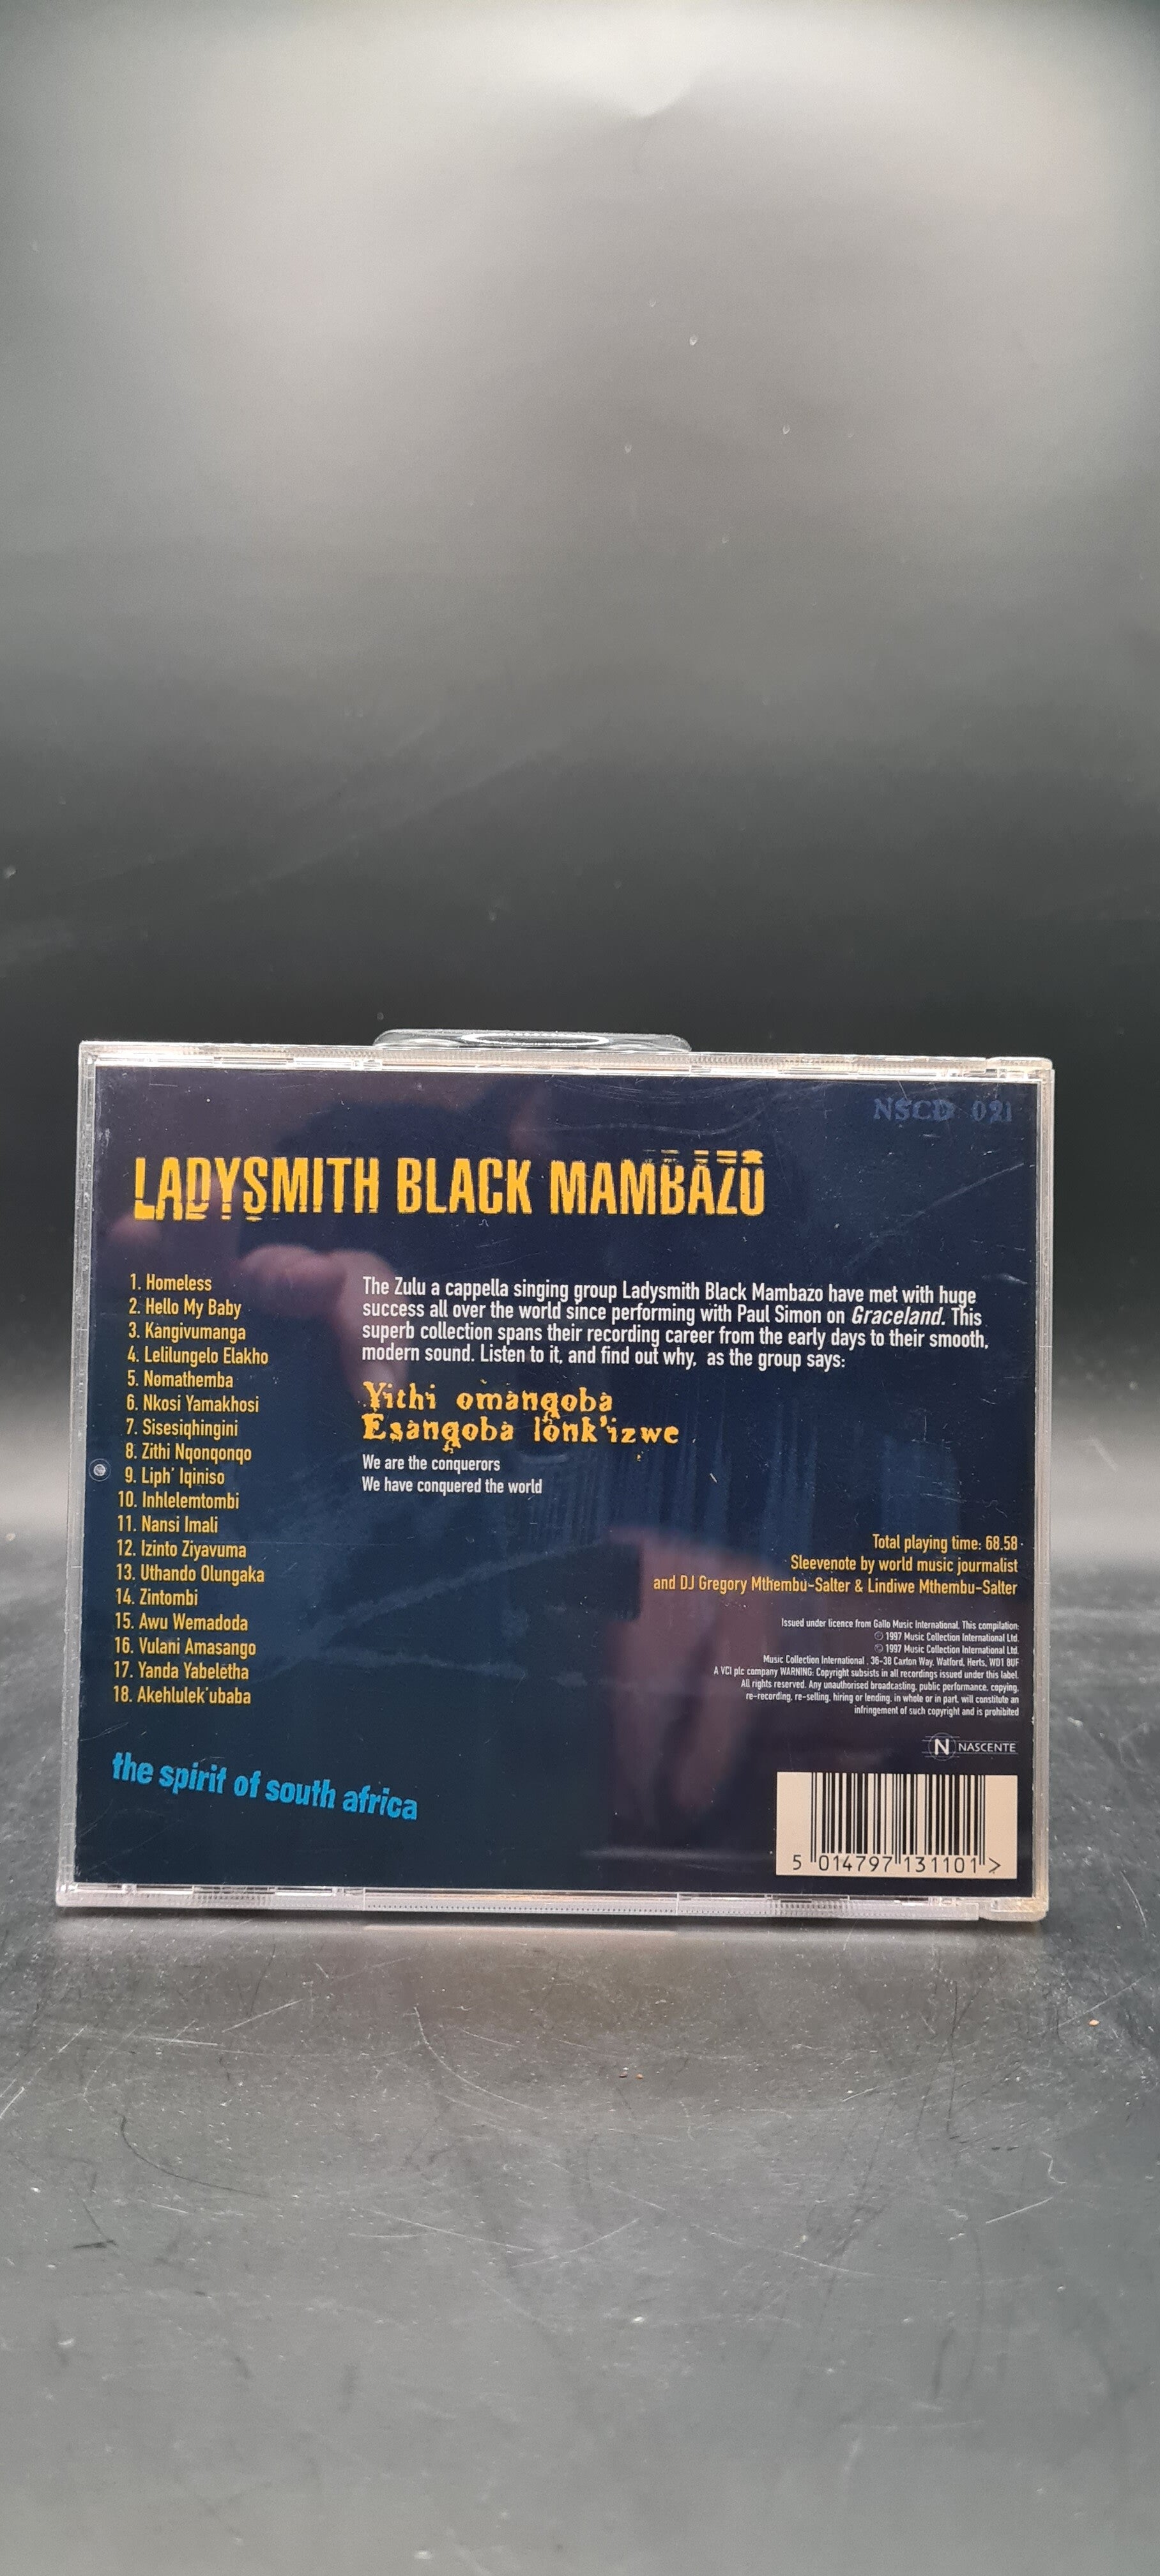 NSCD 021
LADYSMITH BLACK MAMBAZO
1. Homeless
2. Hello My Baby
3. Kangivumanga
4. Lelilungelo Elakho
5. Nomathemba
6. Nkosi Yamakhosi
7. Sisesiqhingini
8. Zithi Nqonqonqo
9. Liph' Iqiniso
10. Inhlelemtombi
11. Nansi Imali
12. Izinto Ziyavuma
13. Uthando Olungaka
14. Zintombi
15. Awu Wemadoda
16. Vulani Amasango
17. Yanda Yabeletha
18. Akehlulek'ubaba
The Zulu a cappella singing group Ladysmith Black Mambazo have met with huge
success all over the world since performing with Paul Simon on Graceland. This
superb collection spans their recording career from the early days to their smooth,
modern sound. Listen to it, and find out why, as the group says:
Yithi omanqoba
Esanqoba lonk'izwe
We are the conquerors
We have conquered the world
Total playing time: 68.58
Sleevenote by world music journalist
and DJ Gregory Mthembu-Salter & Lindiwe Mthembu-Salter
Issued under licence from Gallo Music International. This compilation:
℗ 1997 Music Collection International Ltd.
© 1997 Music Collection International Ltd.
Music Collection International, 36-38 Caxton Way, Watford, Herts, WD1 8UF
A VCI plc company WARNING: Copyright subsists in all recordings issued under this label.
All rights reserved. Any unauthorised broadcasting, public performance, copying,
re-recording, re-selling, hiring or lending, in whole or in part, will constitute an
infringement of such copyright and is prohibited
N NASCENTE
the spirit of south africa
5 014797 131101 >